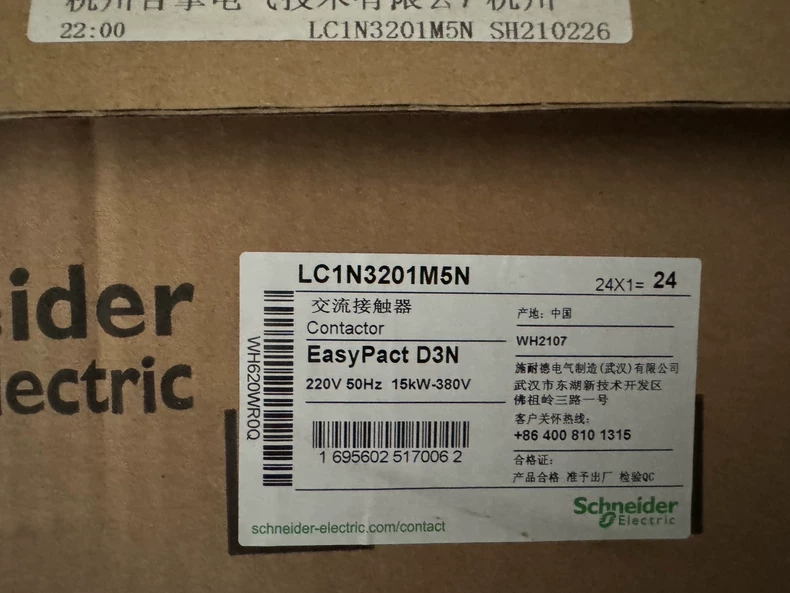 22:00 LC1N3201M5N SH210226
ider
lectric
LC1N3201M5N 24X1= 24
交流接触器
Contactor
EasyPact D3N
220V 50Hz 15kW-380V
WH620WR0Q
1 695602 517006 2
schneider-electric.com/contact
产地: 中国
WH2107
施耐德电气制造(武汉)有限公司
武汉市东湖新技术开发区
佛祖岭三路一号
客户关怀热线:
+86 400 810 1315
合格证:
产品合格 准予出厂 检验QC
Schneider
Electric